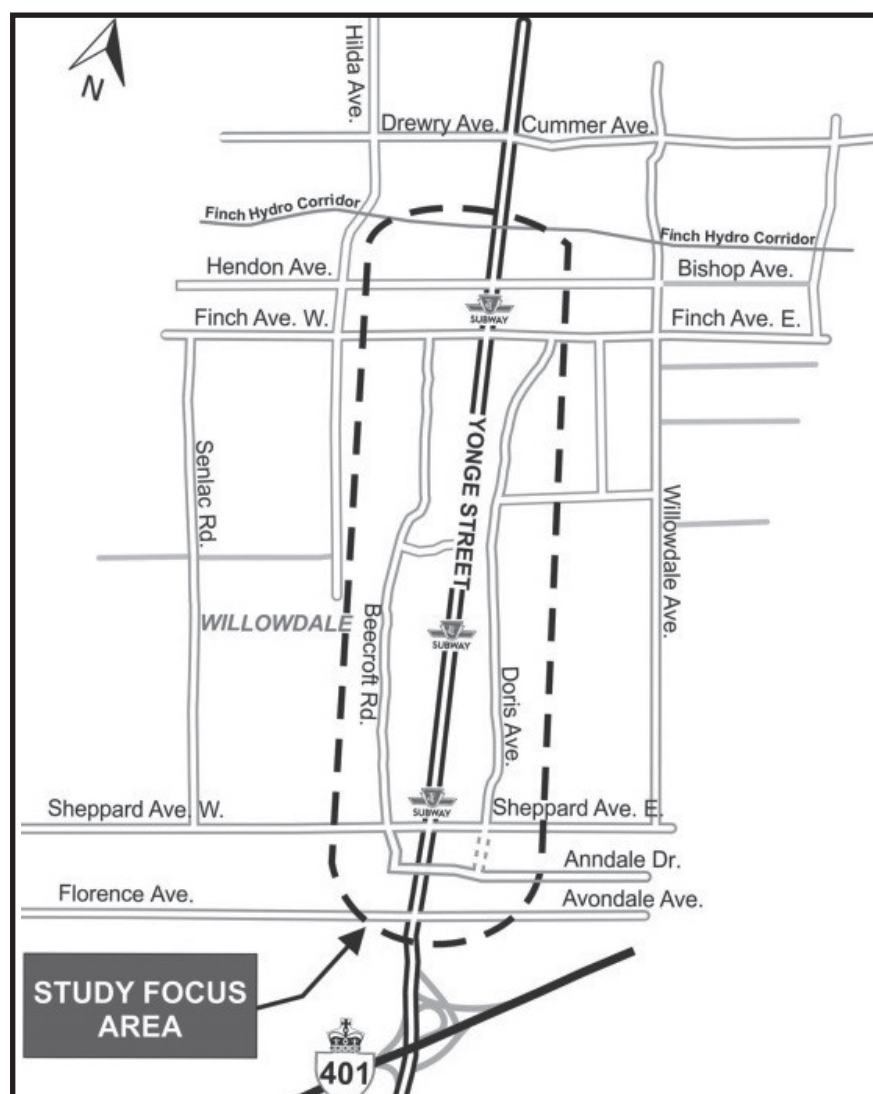 N
Hilda Ave.
Drewry Ave.
Cummer Ave.
Finch Hydro Corridor
Finch Hydro Corridor
Hendon Ave.
Bishop Ave.
SUBWAY
Finch Ave. W.
Finch Ave. E.
YONGE STREET
Senlac Rd.
Willowdale Ave.
WILLOWDALE
Beecroft Rd.
SUBWAY
Doris Ave.
SUBWAY
Sheppard Ave. W.
Sheppard Ave. E.
Anndale Dr.
Florence Ave.
Avondale Ave.
STUDY FOCUS
AREA
401